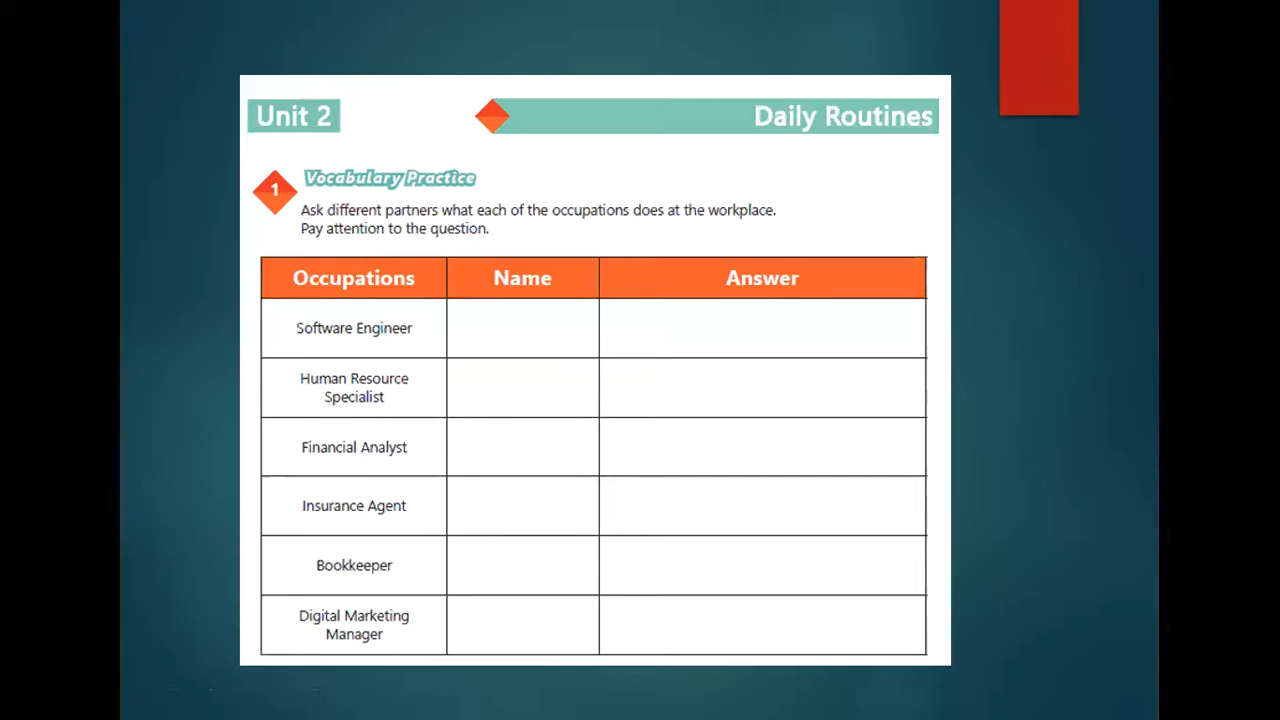 Unit 2
Daily Routines
1
Vocabulary Practice
Ask different partners what each of the occupations does at the workplace.
Pay attention to the question.
Occupations Name Answer
Software Engineer
Human Resource
Specialist
Financial Analyst
Insurance Agent
Bookkeeper
Digital Marketing
Manager